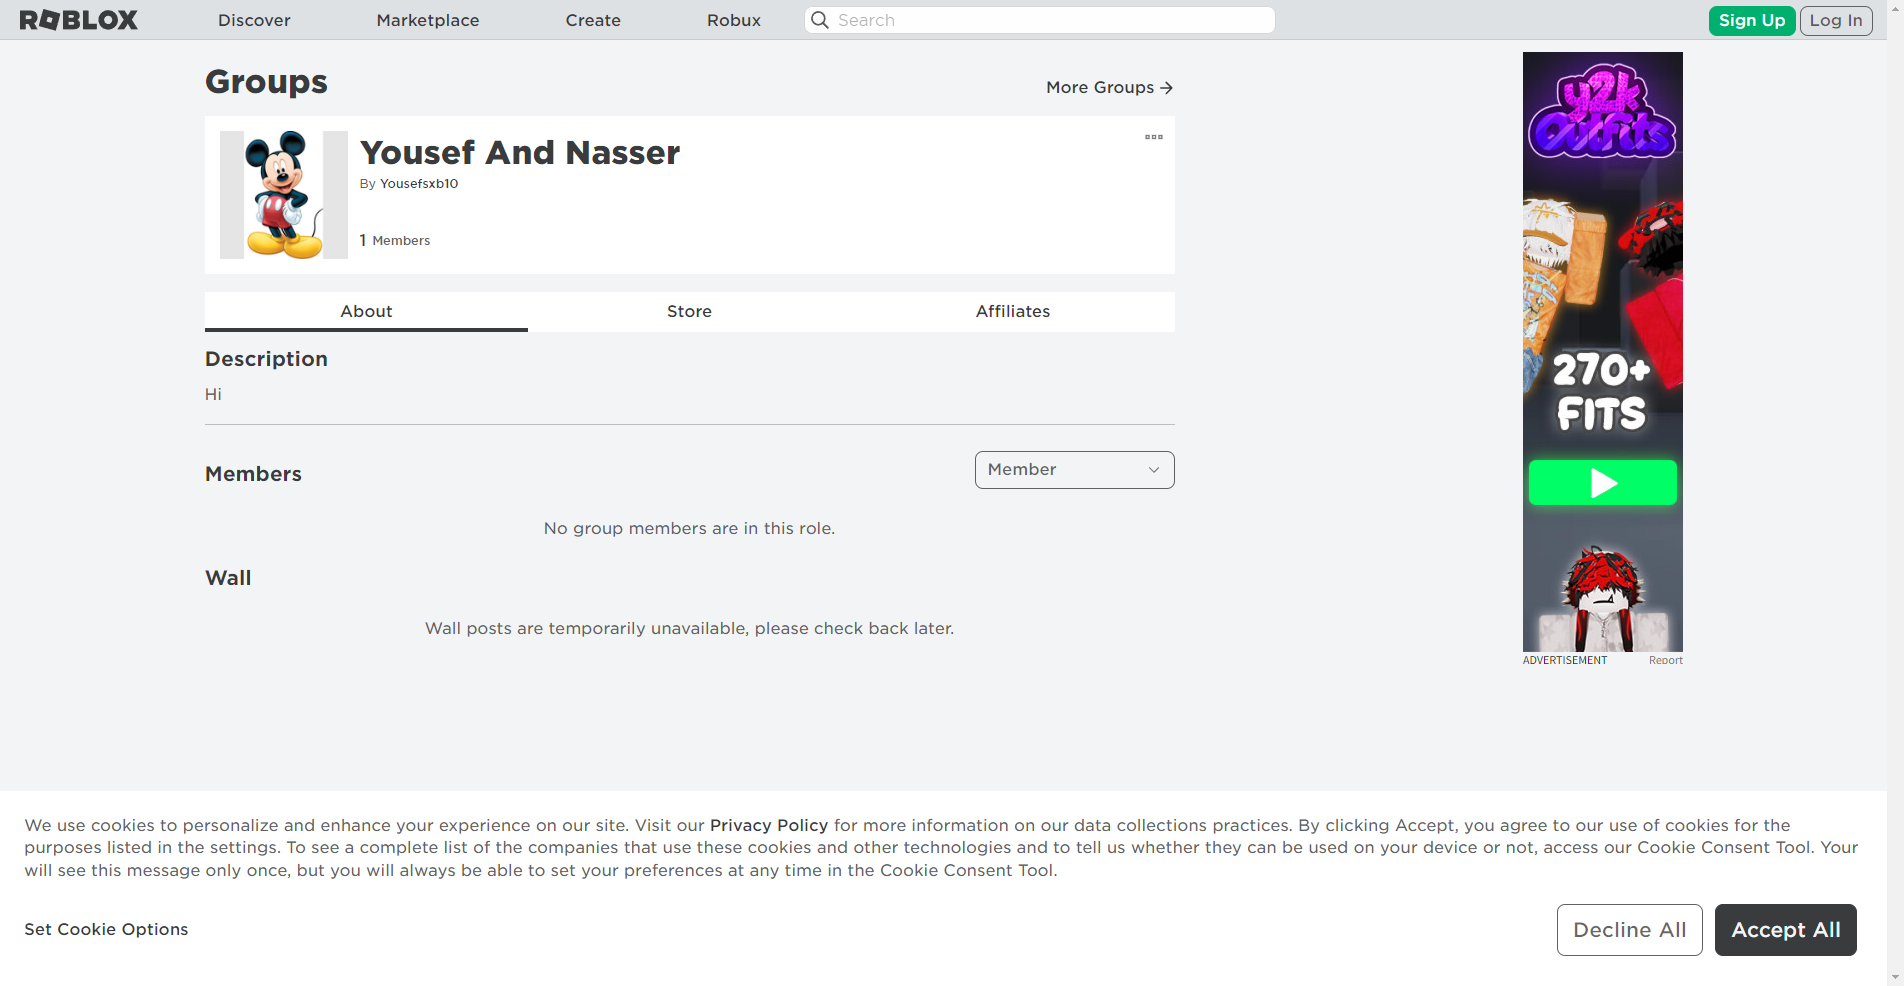 ROBLOX Discover Marketplace Create Robux Search Sign Up Log In
Groups
More Groups
Yousef And Nasser
By Yousefsxb10
1 Members
About Store Affiliates
Description
Hi
Members
Member
No group members are in this role.
Wall
Wall posts are temporarily unavailable, please check back later.
y2k
Outfits
270+
FITS
ADVERTISEMENT Report
We use cookies to personalize and enhance your experience on our site. Visit our Privacy Policy for more information on our data collections practices. By clicking Accept, you agree to our use of cookies for the
purposes listed in the settings. To see a complete list of the companies that use these cookies and other technologies and to tell us whether they can be used on your device or not, access our Cookie Consent Tool. Your
will see this message only once, but you will always be able to set your preferences at any time in the Cookie Consent Tool.
Set Cookie Options
Decline All Accept All